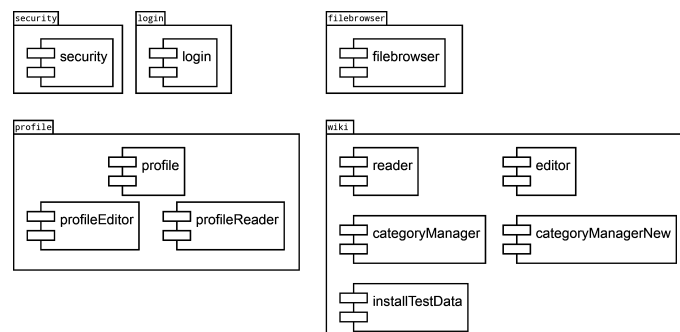 security
login
filebrowser
security
login
filebrowser
profile
wiki
profile
reader
editor
profileEditor
profileReader
categoryManager
categoryManagerNew
installTestData